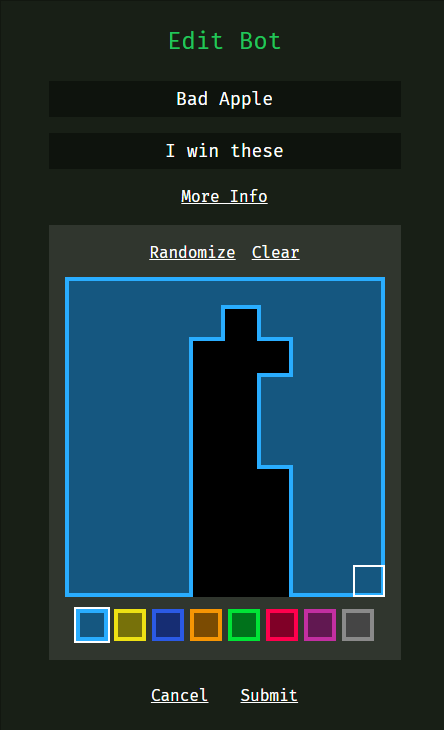 Edit Bot
Bad Apple
I win these
More Info
Randomize Clear
Cancel Submit